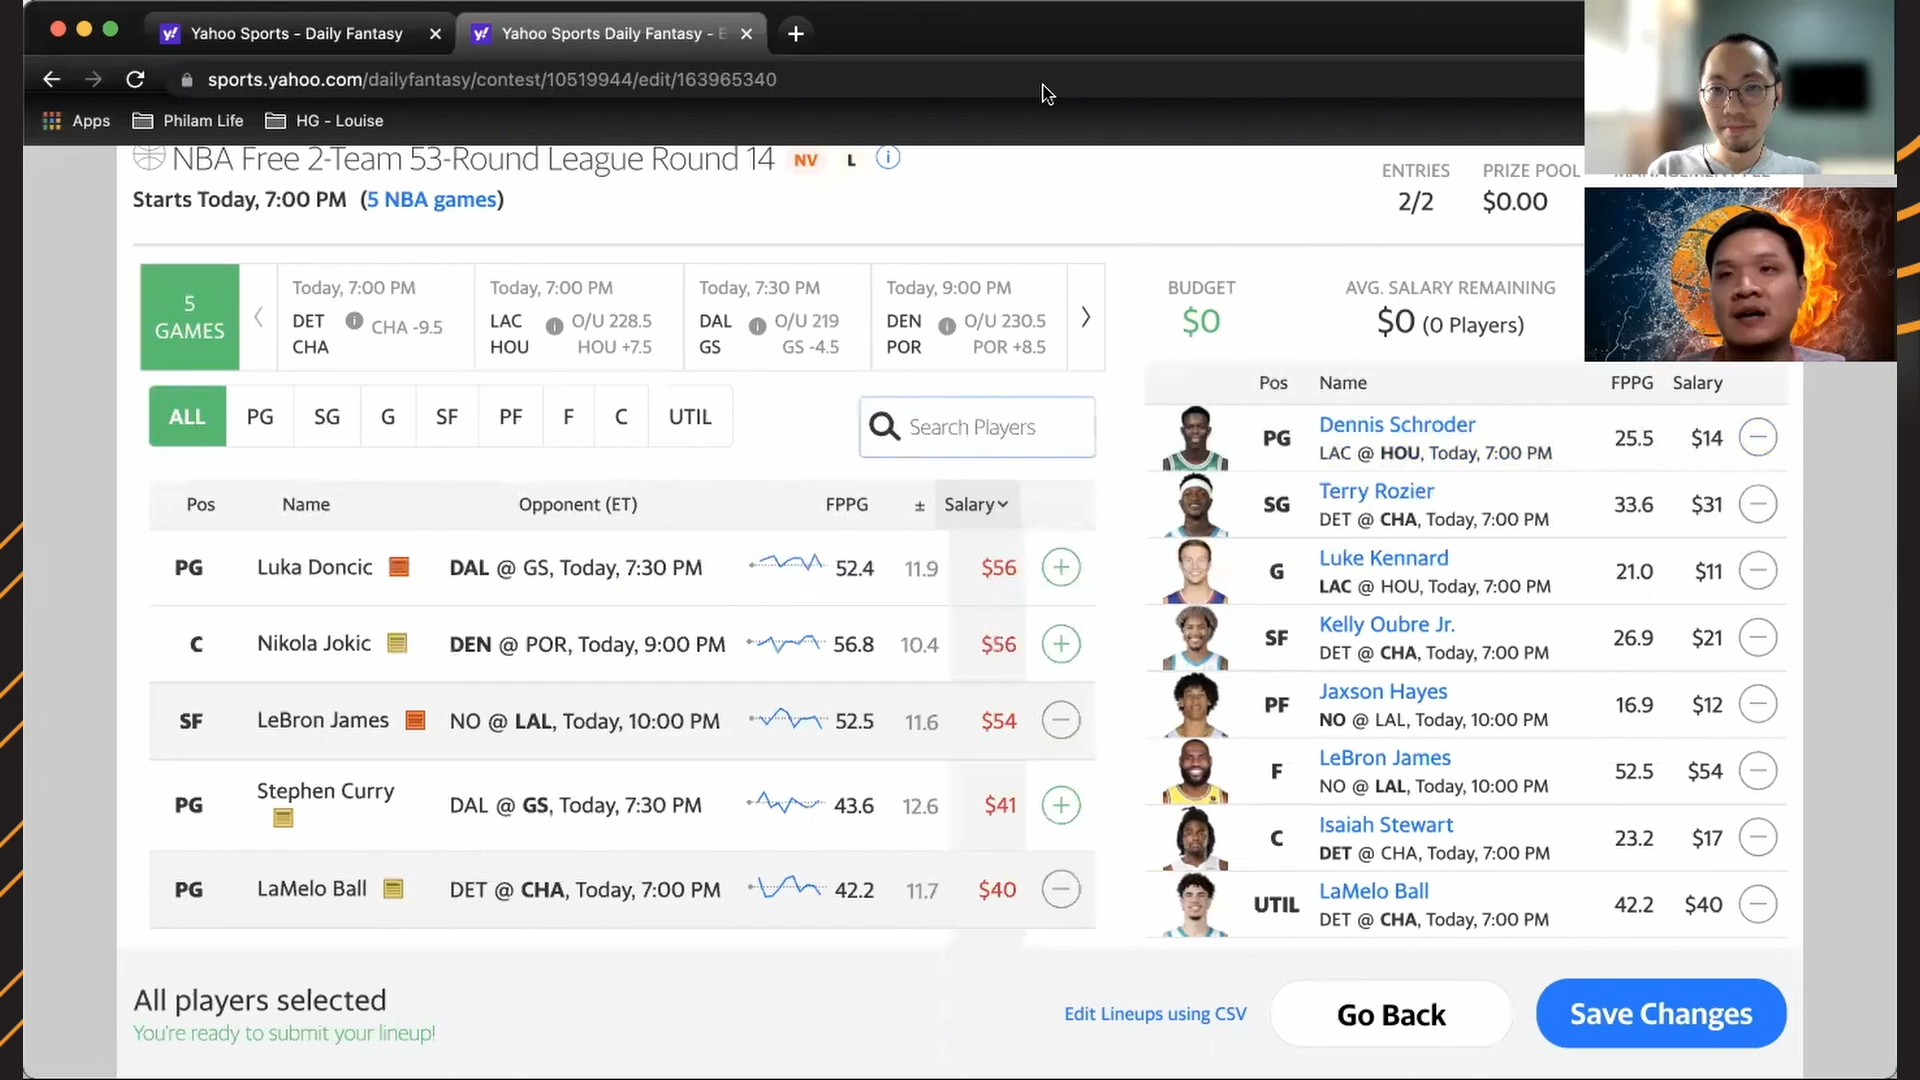 Yahoo Sports - Daily Fantasy
Yahoo Sports Daily Fantasy - E
sports.yahoo.com/dailyfantasy/contest/10519944/edit/163965340
Apps
Philam Life
HG - Louise
NBA Free 2-Team 53-Round League Round 14 NV L
Starts Today, 7:00 PM (5 NBA games)
ENTRIES
2/2
PRIZE POOL
$0.00
5
GAMES
Today, 7:00 PM
DET
CHA
CHA -9.5
Today, 7:00 PM
LAC
HOU
O/U 228.5
HOU +7.5
Today, 7:30 PM
DAL
GS
O/U 219
GS -4.5
Today, 9:00 PM
DEN
POR
O/U 230.5
POR +8.5
BUDGET
$0
AVG. SALARY REMAINING
$0 (0 Players)
ALL PG SG G SF PF F C UTIL
Search Players
Pos Name Opponent (ET) FPPG ± Salary
PG Luka Doncic DAL @ GS, Today, 7:30 PM 52.4 11.9 $56
C Nikola Jokic DEN @ POR, Today, 9:00 PM 56.8 10.4 $56
SF LeBron James NO @ LAL, Today, 10:00 PM 52.5 11.6 $54
PG Stephen Curry DAL @ GS, Today, 7:30 PM 43.6 12.6 $41
PG LaMelo Ball DET @ CHA, Today, 7:00 PM 42.2 11.7 $40
Pos Name FPPG Salary
PG Dennis Schroder 25.5 $14
LAC @ HOU, Today, 7:00 PM
SG Terry Rozier 33.6 $31
DET @ CHA, Today, 7:00 PM
G Luke Kennard 21.0 $11
LAC @ HOU, Today, 7:00 PM
SF Kelly Oubre Jr. 26.9 $21
DET @ CHA, Today, 7:00 PM
PF Jaxson Hayes 16.9 $12
NO @ LAL, Today, 10:00 PM
F LeBron James 52.5 $54
NO @ LAL, Today, 10:00 PM
C Isaiah Stewart 23.2 $17
DET @ CHA, Today, 7:00 PM
UTIL LaMelo Ball 42.2 $40
DET @ CHA, Today, 7:00 PM
All players selected
You're ready to submit your lineup!
Edit Lineups using CSV
Go Back
Save Changes